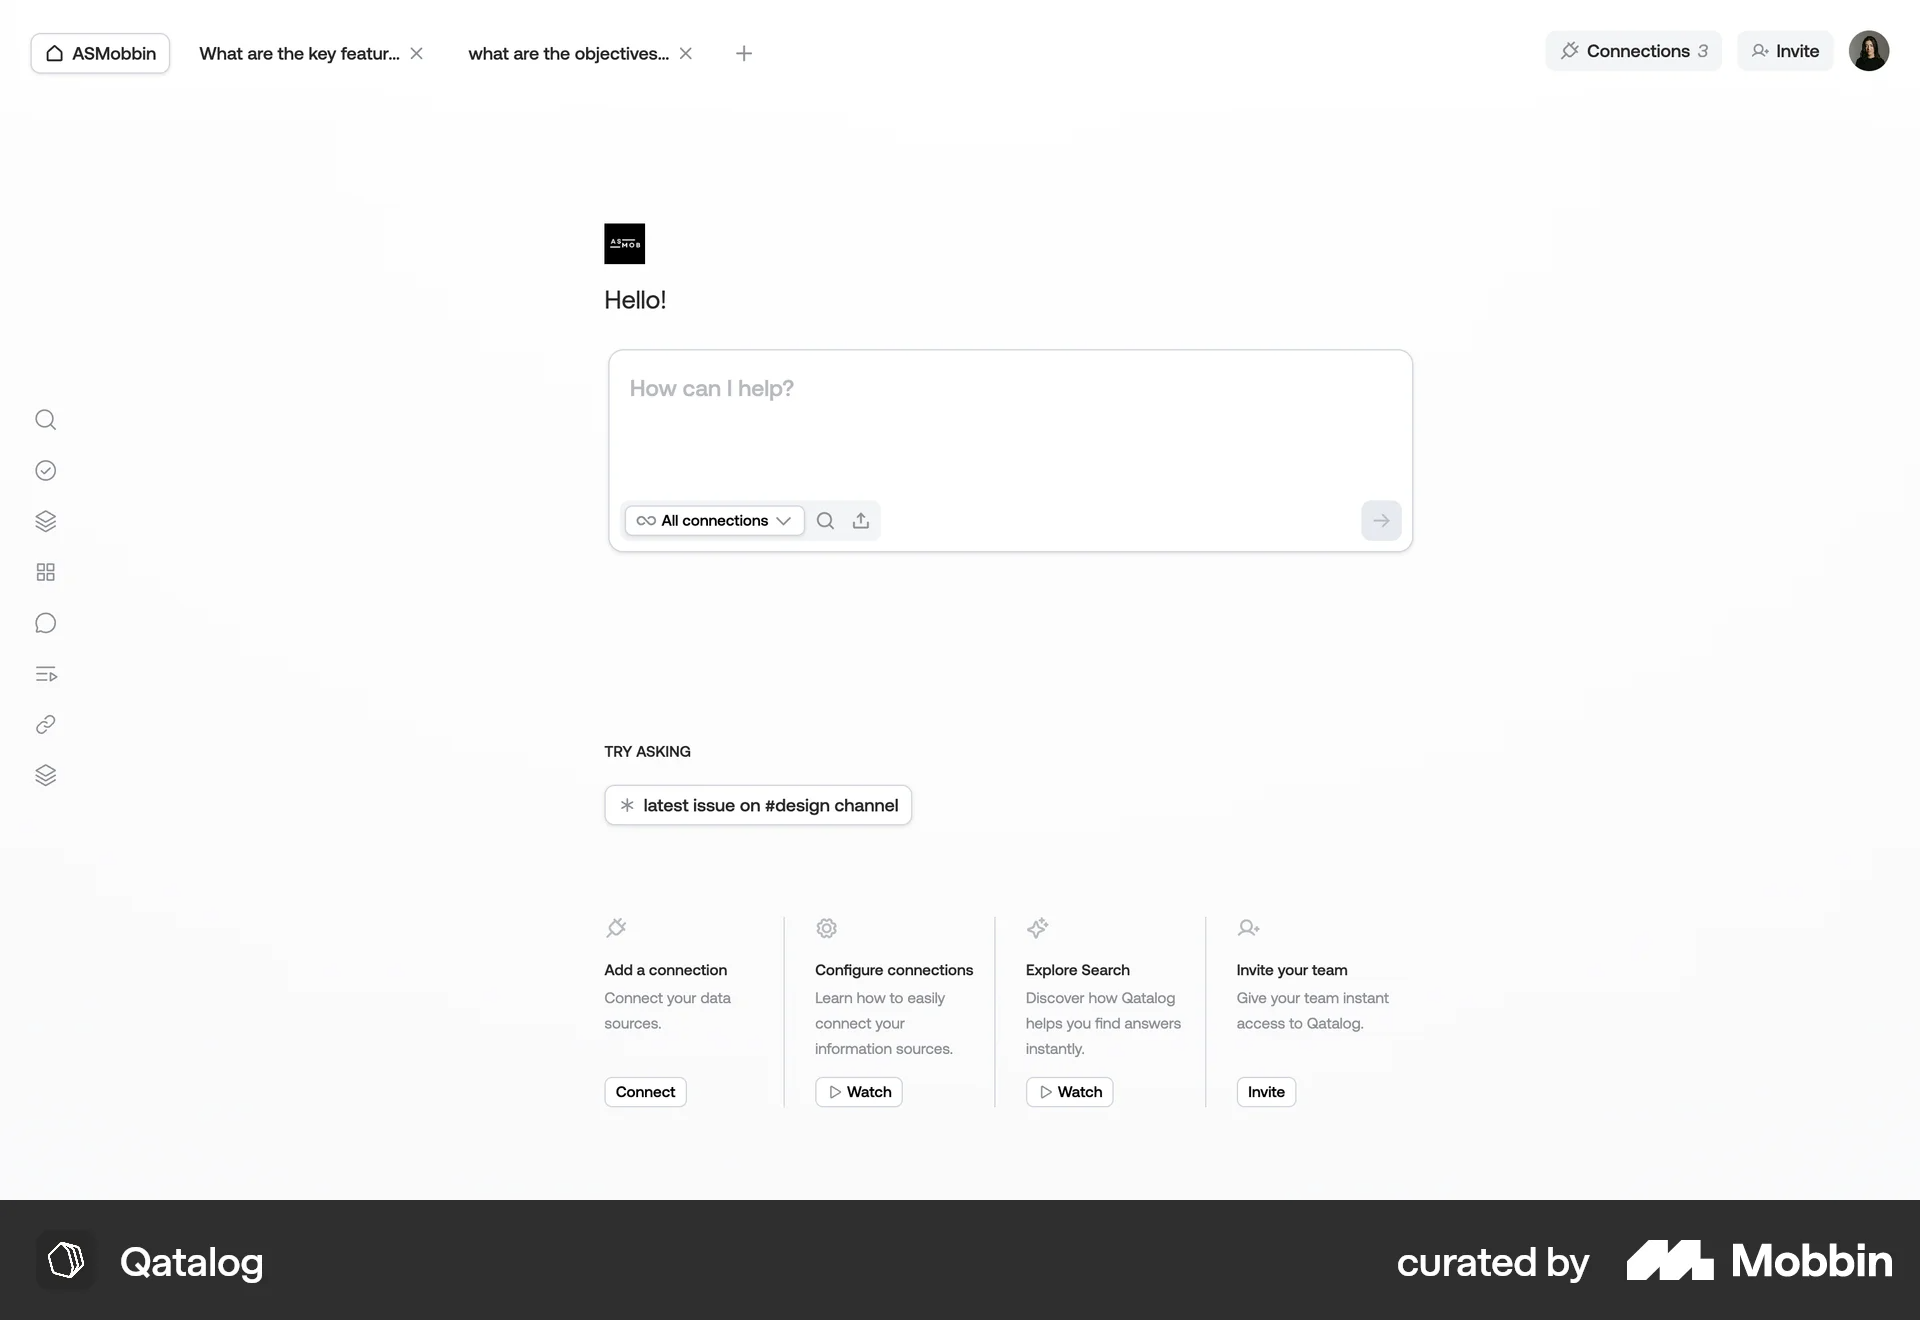 ASMobbin
What are the key featur...
what are the objectives...
Connections 3
Invite
AS
MOB
Hello!
How can I help?
All connections
TRY ASKING
latest issue on #design channel
Add a connection
Connect your data
sources.
Connect
Configure connections
Learn how to easily
connect your
information sources.
Watch
Explore Search
Discover how Qatalog
helps you find answers
instantly.
Watch
Invite your team
Give your team instant
access to Qatalog.
Invite
Qatalog
curated by
Mobbin